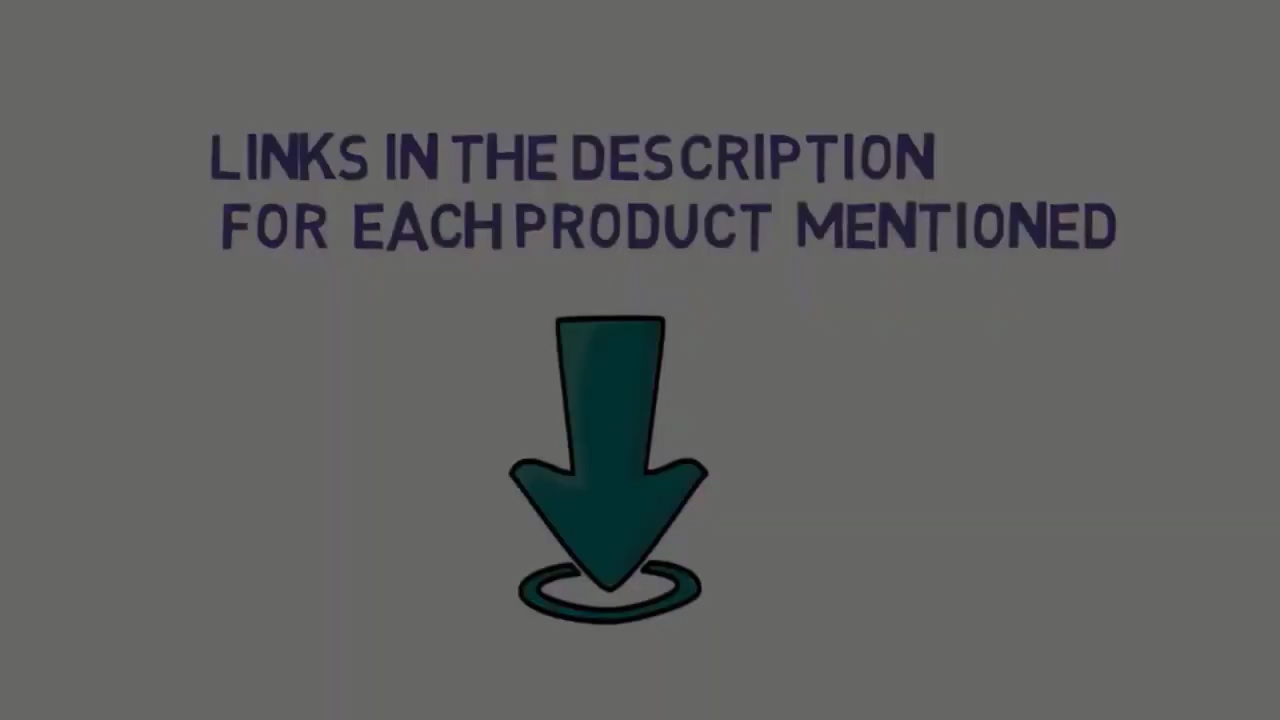 LINKS IN THE DESCRIPTION
FOR EACH PRODUCT MENTIONED